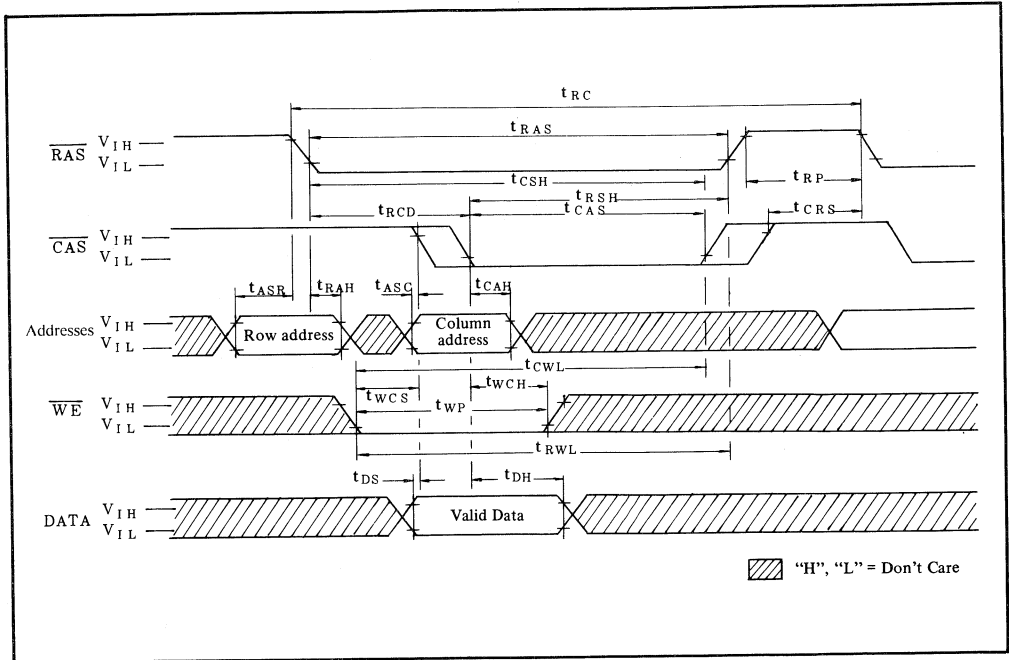 tRC
tRAS
RAS VIH
VIL
tCSH
tRP
tRSH
tRCD tCAS tCRS
CAS VIH
VIL
tASR tRAH tASC tCAH
Addresses VIH
VIL
Row address
Column
address
tCWL
tWCS tWCH
WE VIH
VIL
tWP
tRWL
tDS tDH
DATA VIH
VIL
Valid Data
“H”, “L” = Don't Care